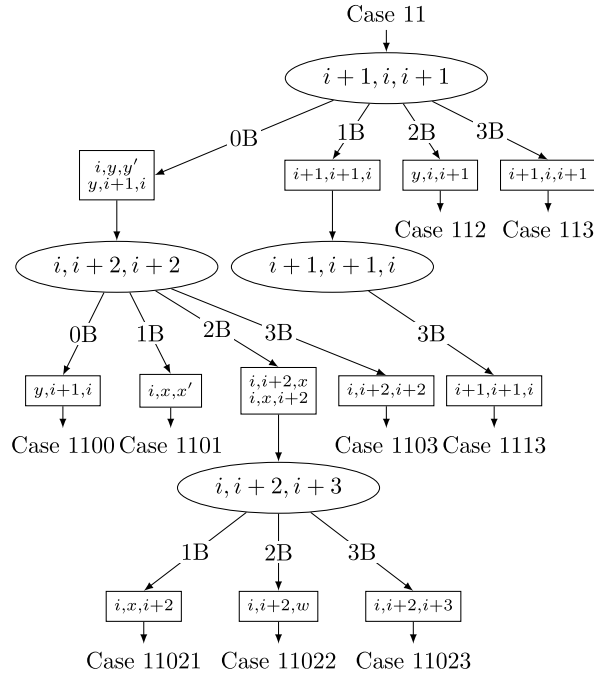 Case 11
i + 1, i, i + 1
0B
1B
2B
3B
i,y,y′
y,i+1,i
i+1,i+1,i
y,i,i+1
i+1,i,i+1
Case 112
Case 113
i, i + 2, i + 2
i + 1, i + 1, i
0B
1B
2B
3B
3B
y,i+1,i
i,x,x′
i,i+2,x
i,x,i+2
i,i+2,i+2
i+1,i+1,i
Case 1100
Case 1101
Case 1103
Case 1113
i, i + 2, i + 3
1B
2B
3B
i,x,i+2
i,i+2,w
i,i+2,i+3
Case 11021
Case 11022
Case 11023